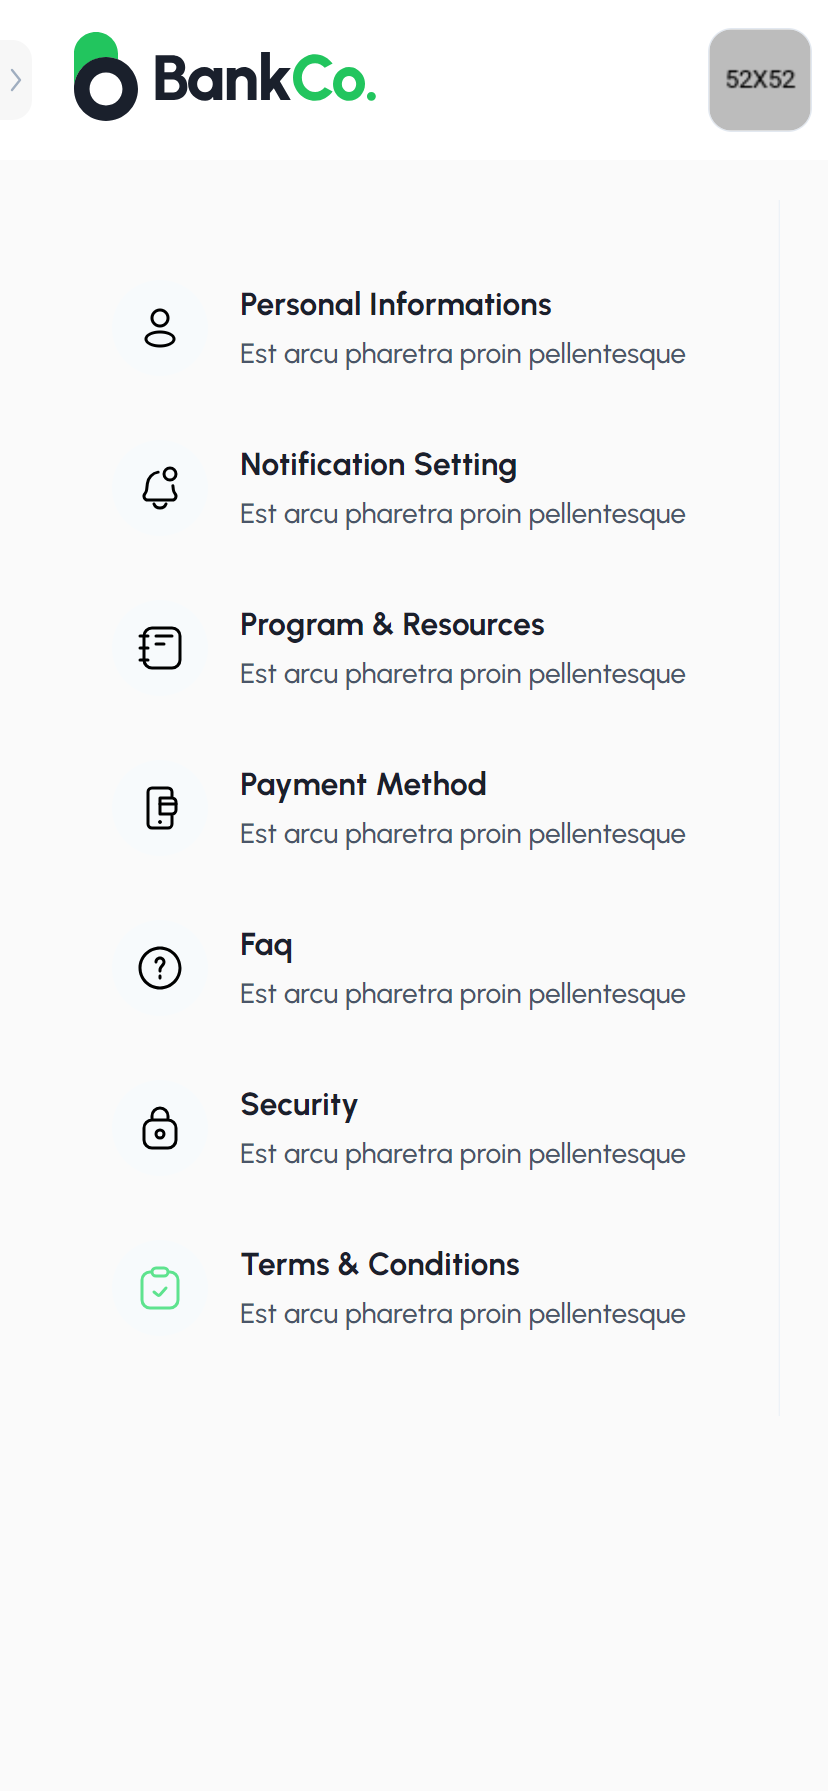 BankCo.
52X52
Personal Informations
Est arcu pharetra proin pellentesque
Notification Setting
Est arcu pharetra proin pellentesque
Program & Resources
Est arcu pharetra proin pellentesque
Payment Method
Est arcu pharetra proin pellentesque
Faq
Est arcu pharetra proin pellentesque
Security
Est arcu pharetra proin pellentesque
Terms & Conditions
Est arcu pharetra proin pellentesque